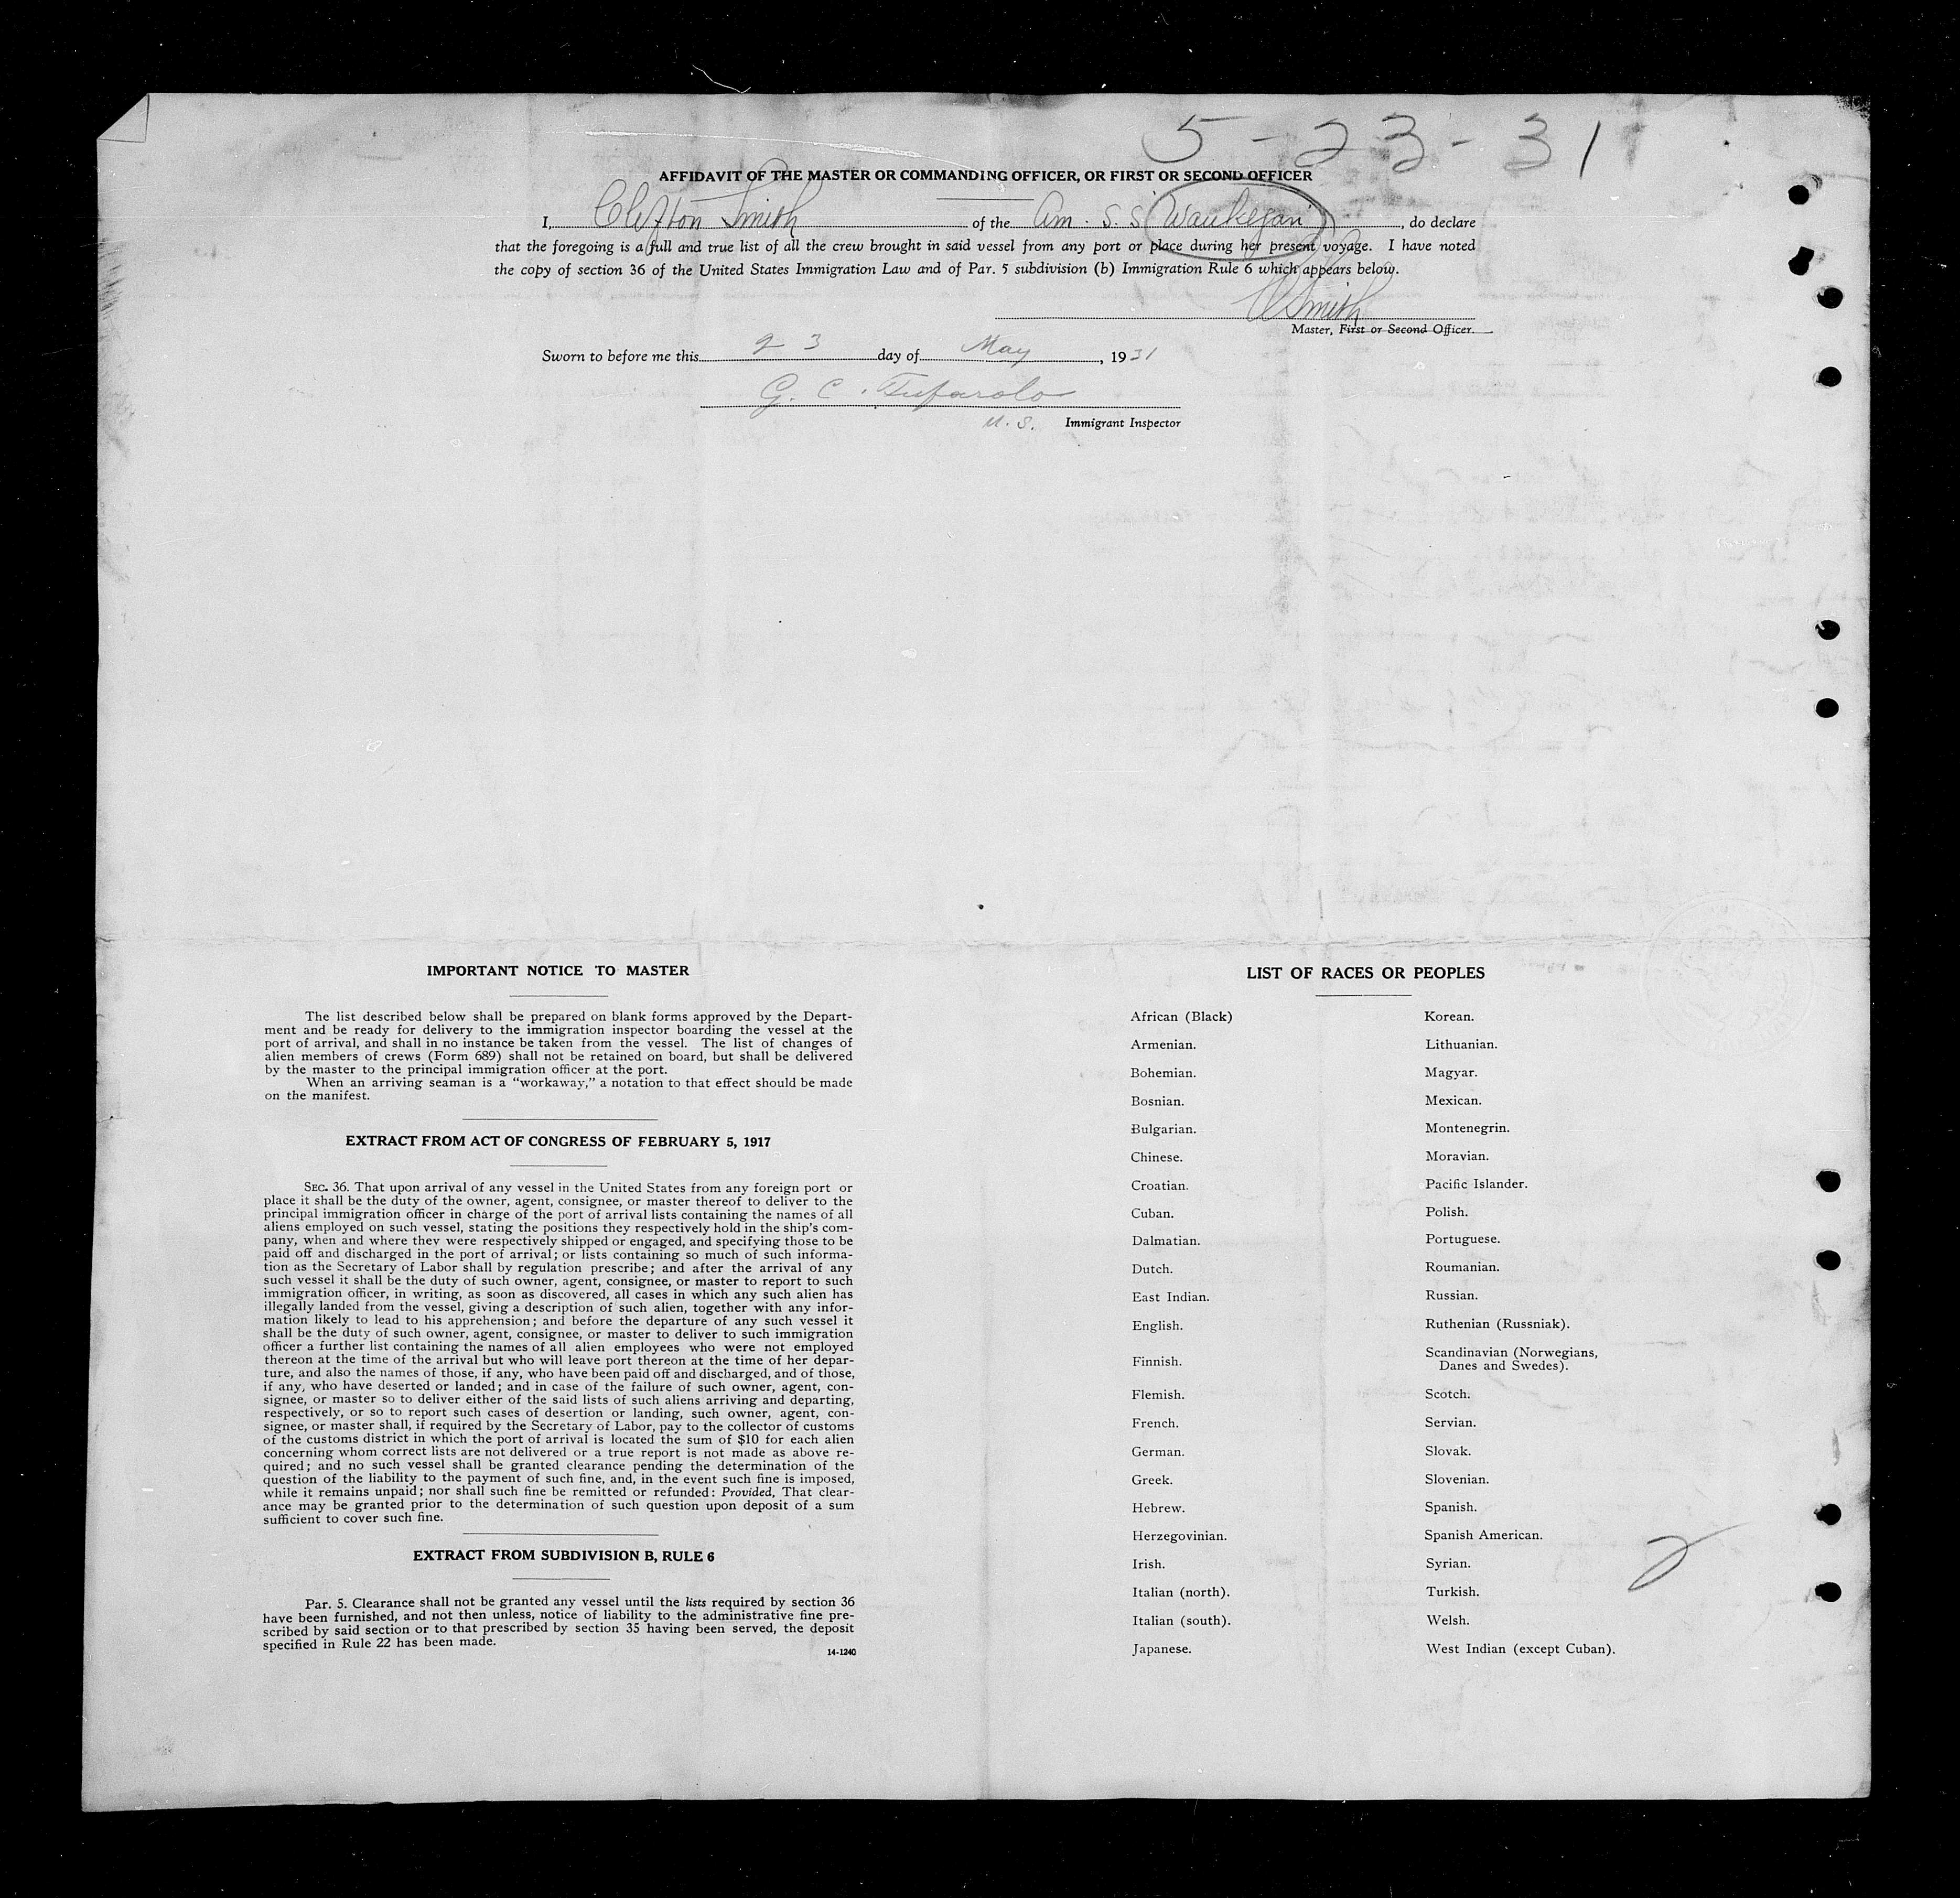 5-23-31
AFFIDAVIT OF THE MASTER OR COMMANDING OFFICER, OR FIRST OR SECOND OFFICER
I, Clifton Smith of the Am. S.S. Waukegan, do declare
that the foregoing is a full and true list of all the crew brought in said vessel from any port or place during her present voyage. I have noted
the copy of section 36 of the United States Immigration Law and of Par. 5 subdivision (b) Immigration Rule 6 which appears below.
C Smith
Master, First or Second Officer.
Sworn to before me this 23 day of May, 1931
G. C. Tufarolo
U.S. Immigrant Inspector
IMPORTANT NOTICE TO MASTER
The list described below shall be prepared on blank forms approved by the Depart-
ment and be ready for delivery to the immigration inspector boarding the vessel at the
port of arrival, and shall in no instance be taken from the vessel. The list of changes of
alien members of crews (Form 689) shall not be retained on board, but shall be delivered
by the master to the principal immigration officer at the port.
When an arriving seaman is a "workaway," a notation to that effect should be made
on the manifest.
EXTRACT FROM ACT OF CONGRESS OF FEBRUARY 5, 1917
SEC. 36. That upon arrival of any vessel in the United States from any foreign port or
place it shall be the duty of the owner, agent, consignee, or master thereof to deliver to the
principal immigration officer in charge of the port of arrival lists containing the names of all
aliens employed on such vessel, stating the positions they respectively hold in the ship's com-
pany, when and where they were respectively shipped or engaged, and specifying those to be
paid off and discharged in the port of arrival; or lists containing so much of such informa-
tion as the Secretary of Labor shall by regulation prescribe; and after the arrival of any
such vessel it shall be the duty of such owner, agent, consignee, or master to report to such
immigration officer, in writing, as soon as discovered, all cases in which any such alien has
illegally landed from the vessel, giving a description of such alien, together with any infor-
mation likely to lead to his apprehension; and before the departure of any such vessel it
shall be the duty of such owner, agent, consignee, or master to deliver to such immigration
officer a further list containing the names of all alien employees who were not employed
thereon at the time of the arrival but who will leave port thereon at the time of her depar-
ture, and also the names of those, if any, who have been paid off and discharged, and of those,
if any, who have deserted or landed; and in case of the failure of such owner, agent, con-
signee, or master so to deliver either of the said lists of such aliens arriving and departing,
respectively, or so to report such cases of desertion or landing, such owner, agent, con-
signee, or master shall, if required by the Secretary of Labor, pay to the collector of customs
of the customs district in which the port of arrival is located the sum of $10 for each alien
concerning whom correct lists are not delivered or a true report is not made as above re-
quired; and no such vessel shall be granted clearance pending the determination of the
question of the liability to the payment of such fine, and, in the event such fine is imposed,
while it remains unpaid; nor shall such fine be remitted or refunded: Provided, That clear-
ance may be granted prior to the determination of such question upon deposit of a sum
sufficient to cover such fine.
EXTRACT FROM SUBDIVISION B, RULE 6
Par. 5. Clearance shall not be granted any vessel until the lists required by section 36
have been furnished, and not then unless, notice of liability to the administrative fine pre-
scribed by said section or to that prescribed by section 35 having been served, the deposit
specified in Rule 22 has been made.
14-1240
LIST OF RACES OR PEOPLES
African (Black)
Armenian.
Bohemian.
Bosnian.
Bulgarian.
Chinese.
Croatian.
Cuban.
Dalmatian.
Dutch.
East Indian.
English.
Finnish.
Flemish.
French.
German.
Greek.
Hebrew.
Herzegovinian.
Irish.
Italian (north).
Italian (south).
Japanese.
Korean.
Lithuanian.
Magyar.
Mexican.
Montenegrin.
Moravian.
Pacific Islander.
Polish.
Portuguese.
Roumanian.
Russian.
Ruthenian (Russniak).
Scandinavian (Norwegians,
Danes and Swedes).
Scotch.
Servian.
Slovak.
Slovenian.
Spanish.
Spanish American.
Syrian.
Turkish.
Welsh.
West Indian (except Cuban).
2